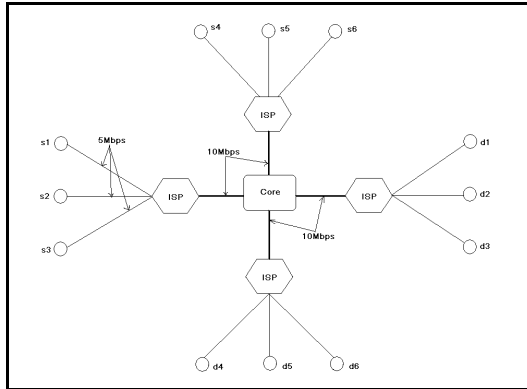 s4
s5
s6
ISP
s1
5Mbps
10Mbps
d1
s2
ISP
Core
ISP
d2
s3
10Mbps
d3
ISP
d4
d5
d6